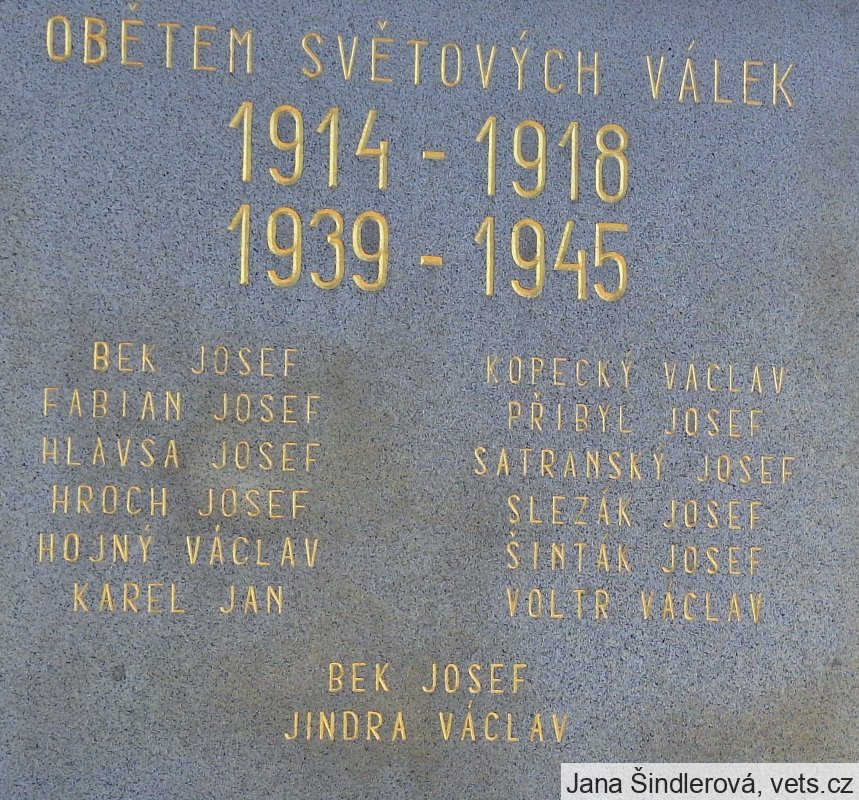 OBĚTEM SVĚTOVÝCH VÁLEK
1914 - 1918
1939 - 1945
BEK JOSEF
FABIAN JOSEF
HLAVSA JOSEF
HROCH JOSEF
HOJNÝ VÁCLAV
KAREL JAN
KOPECKÝ VÁCLAV
PŘIBYL JOSEF
SATRANSKÝ JOSEF
SLEZÁK JOSEF
ŠINTÁK JOSEF
VOLTR VÁCLAV
BEK JOSEF
JINDRA VÁCLAV
Jana Šindlerová, vets.cz